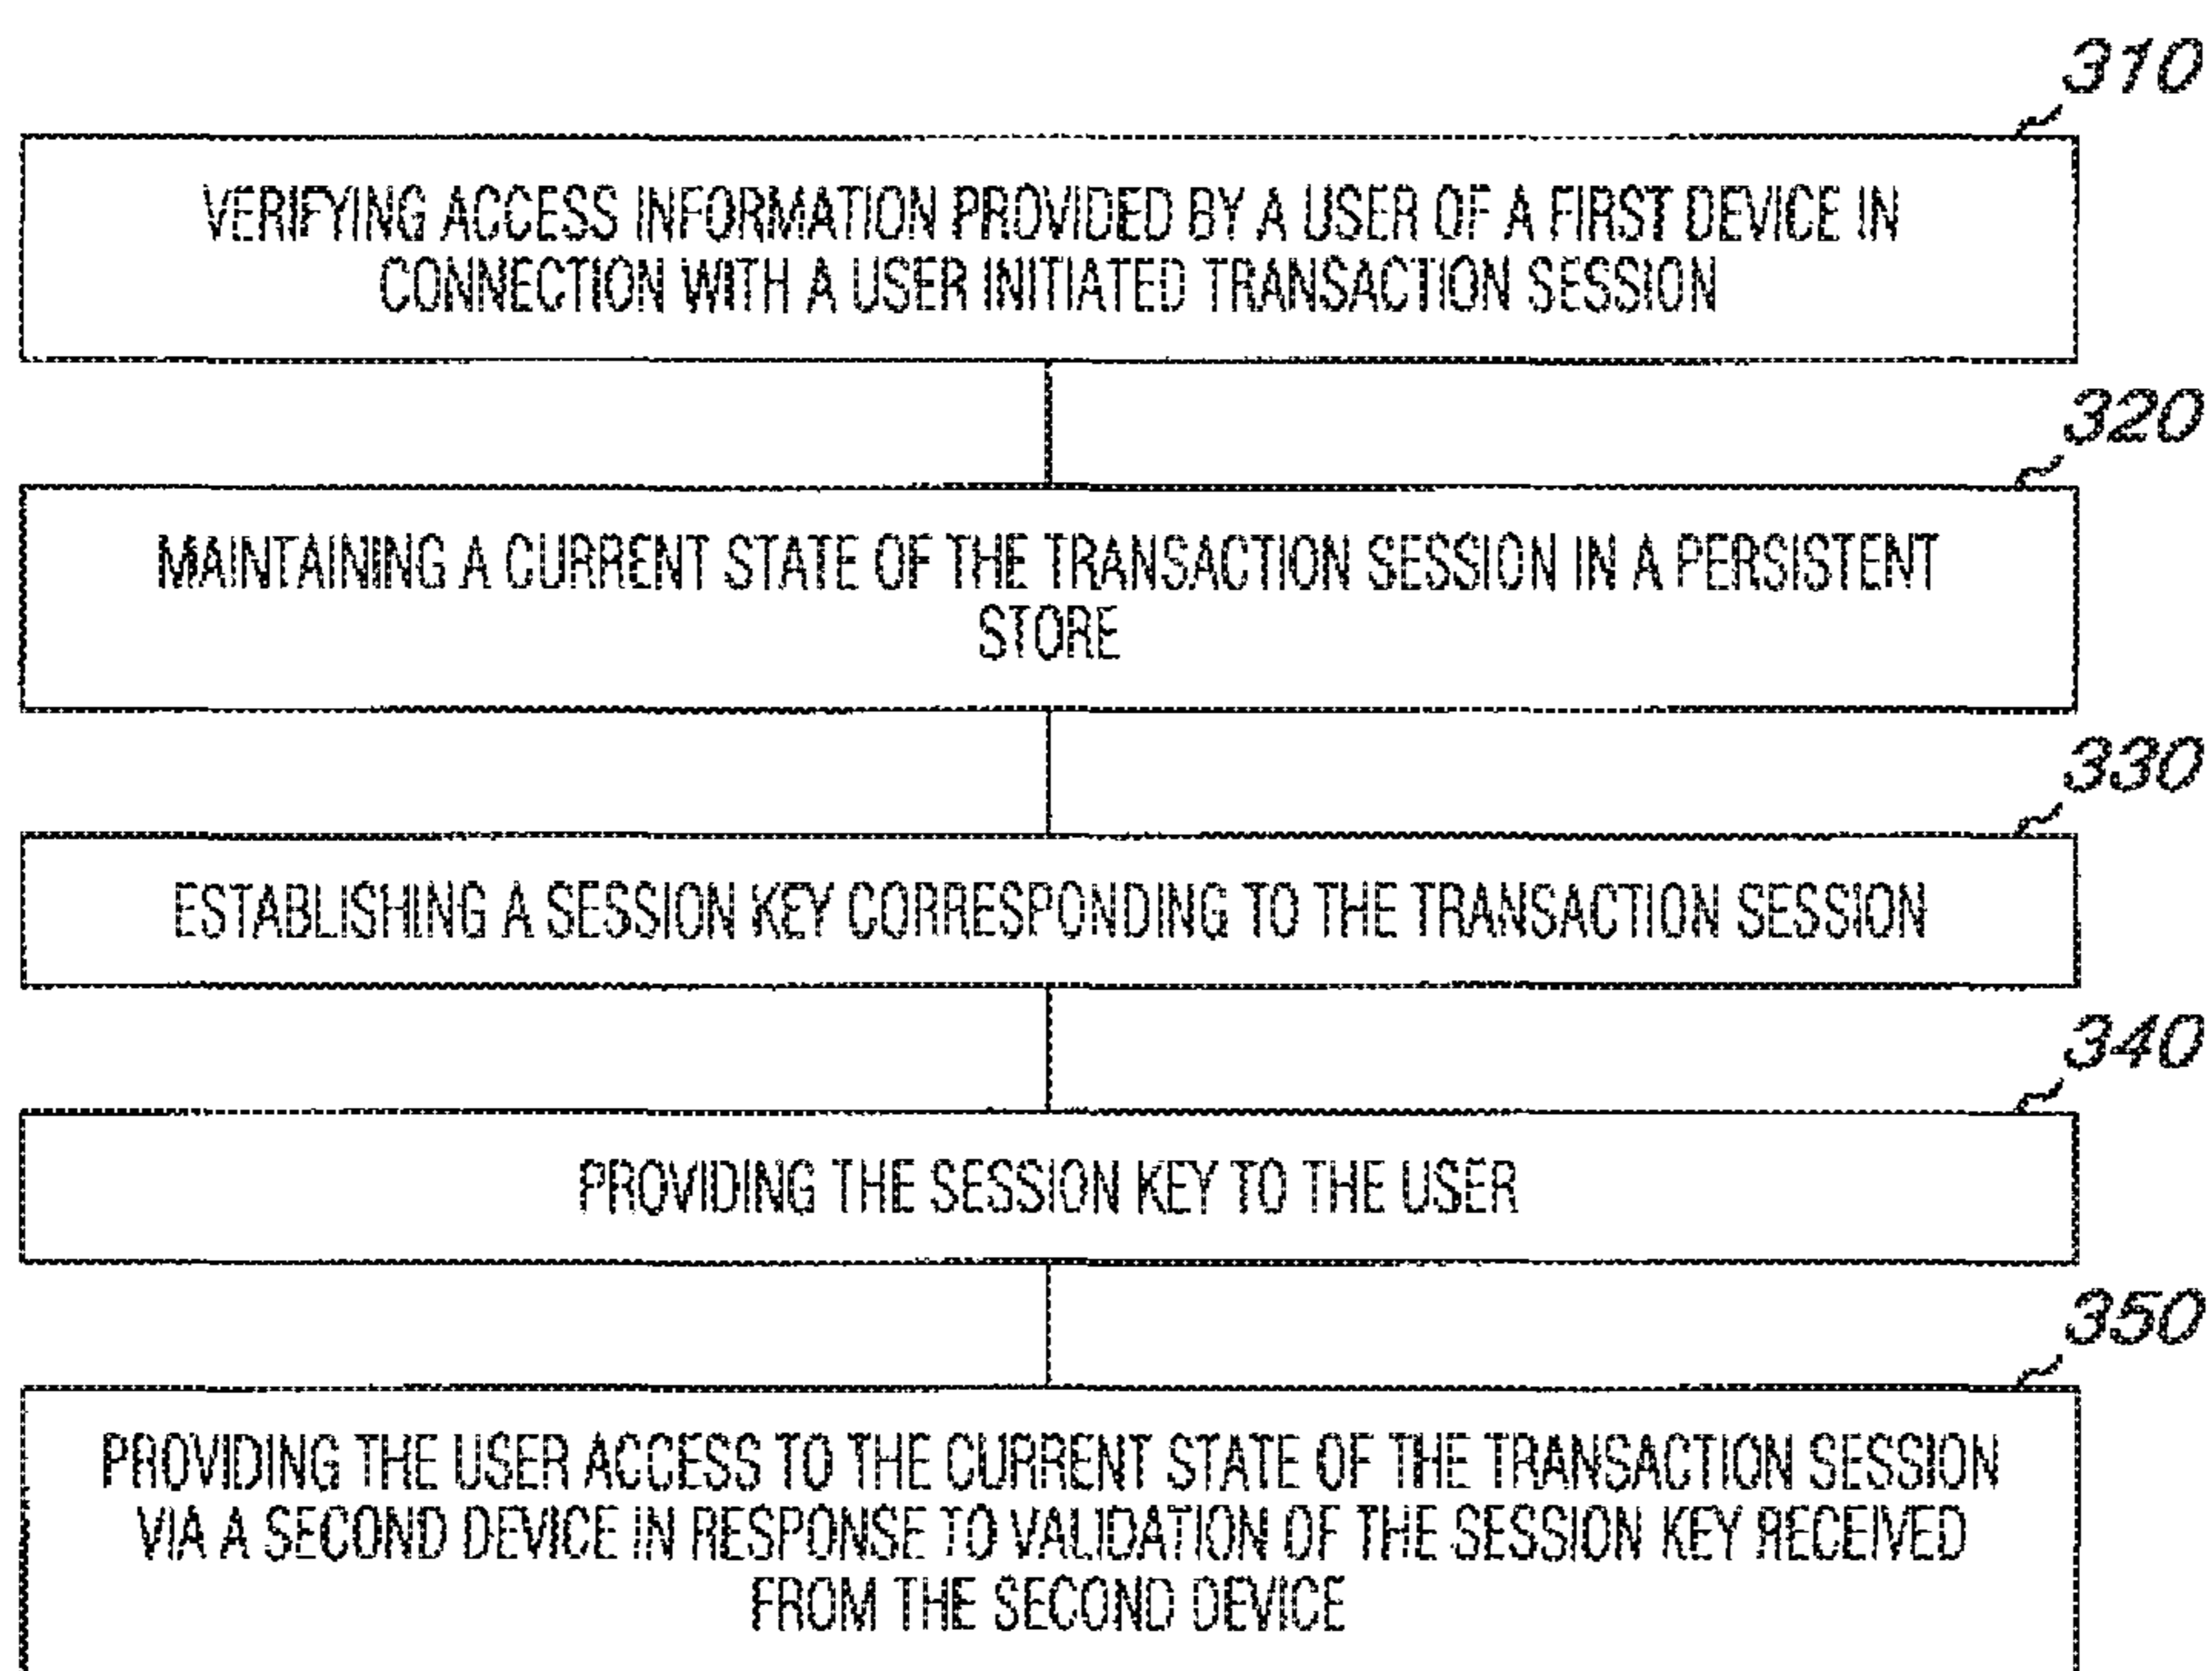 310
VERIFYING ACCESS INFORMATION PROVIDED BY A USER OF A FIRST DEVICE IN
CONNECTION WITH A USER INITIATED TRANSACTION SESSION
320
MAINTAINING A CURRENT STATE OF THE TRANSACTION SESSION IN A PERSISTENT
STORE
330
ESTABLISHING A SESSION KEY CORRESPONDING TO THE TRANSACTION SESSION
340
PROVIDING THE SESSION KEY TO THE USER
350
PROVIDING THE USER ACCESS TO THE CURRENT STATE OF THE TRANSACTION SESSION
VIA A SECOND DEVICE IN RESPONSE TO VALIDATION OF THE SESSION KEY RECEIVED
FROM THE SECOND DEVICE